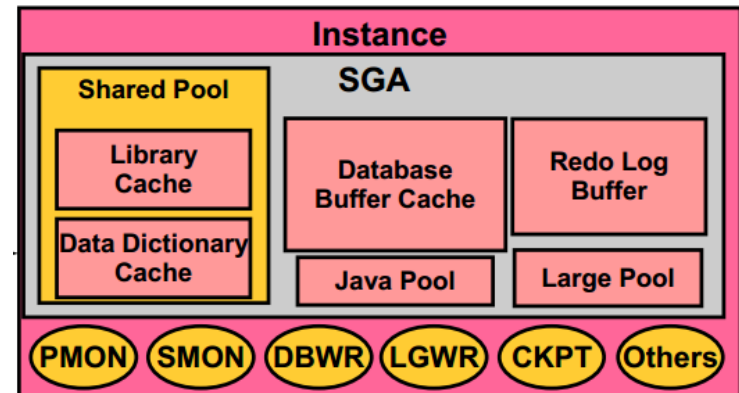 Instance
SGA
Shared Pool
Library
Cache
Data Dictionary
Cache
Database
Buffer Cache
Redo Log
Buffer
Java Pool
Large Pool
PMON
SMON
DBWR
LGWR
CKPT
Others